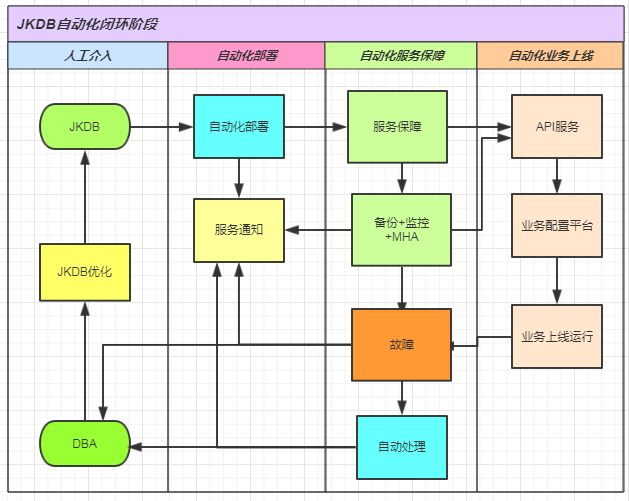 JKDB自动化闭环阶段
人工介入
自动化部署
自动化服务保障
自动化业务上线
JKDB
自动化部署
服务保障
API服务
服务通知
备份+监控
+MHA
业务配置平台
JKDB优化
故障
业务上线运行
DBA
自动处理